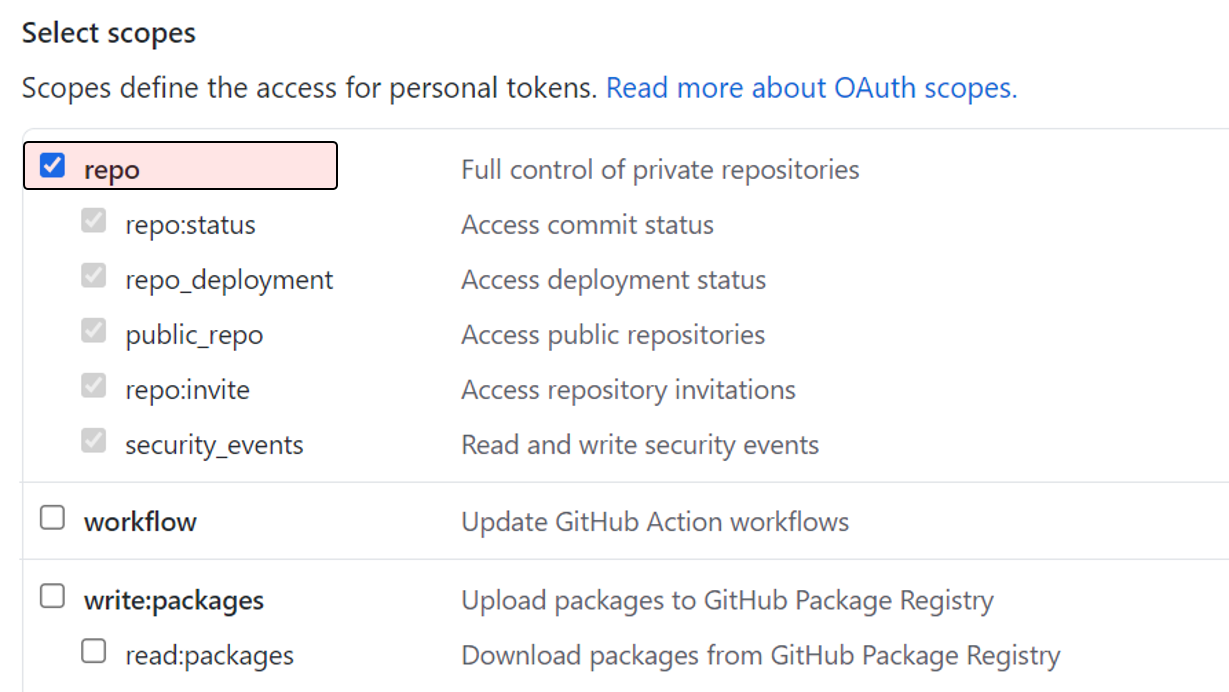 Select scopes
Scopes define the access for personal tokens. Read more about OAuth scopes.
repo Full control of private repositories
repo:status Access commit status
repo_deployment Access deployment status
public_repo Access public repositories
repo:invite Access repository invitations
security_events Read and write security events
workflow Update GitHub Action workflows
write:packages Upload packages to GitHub Package Registry
read:packages Download packages from GitHub Package Registry